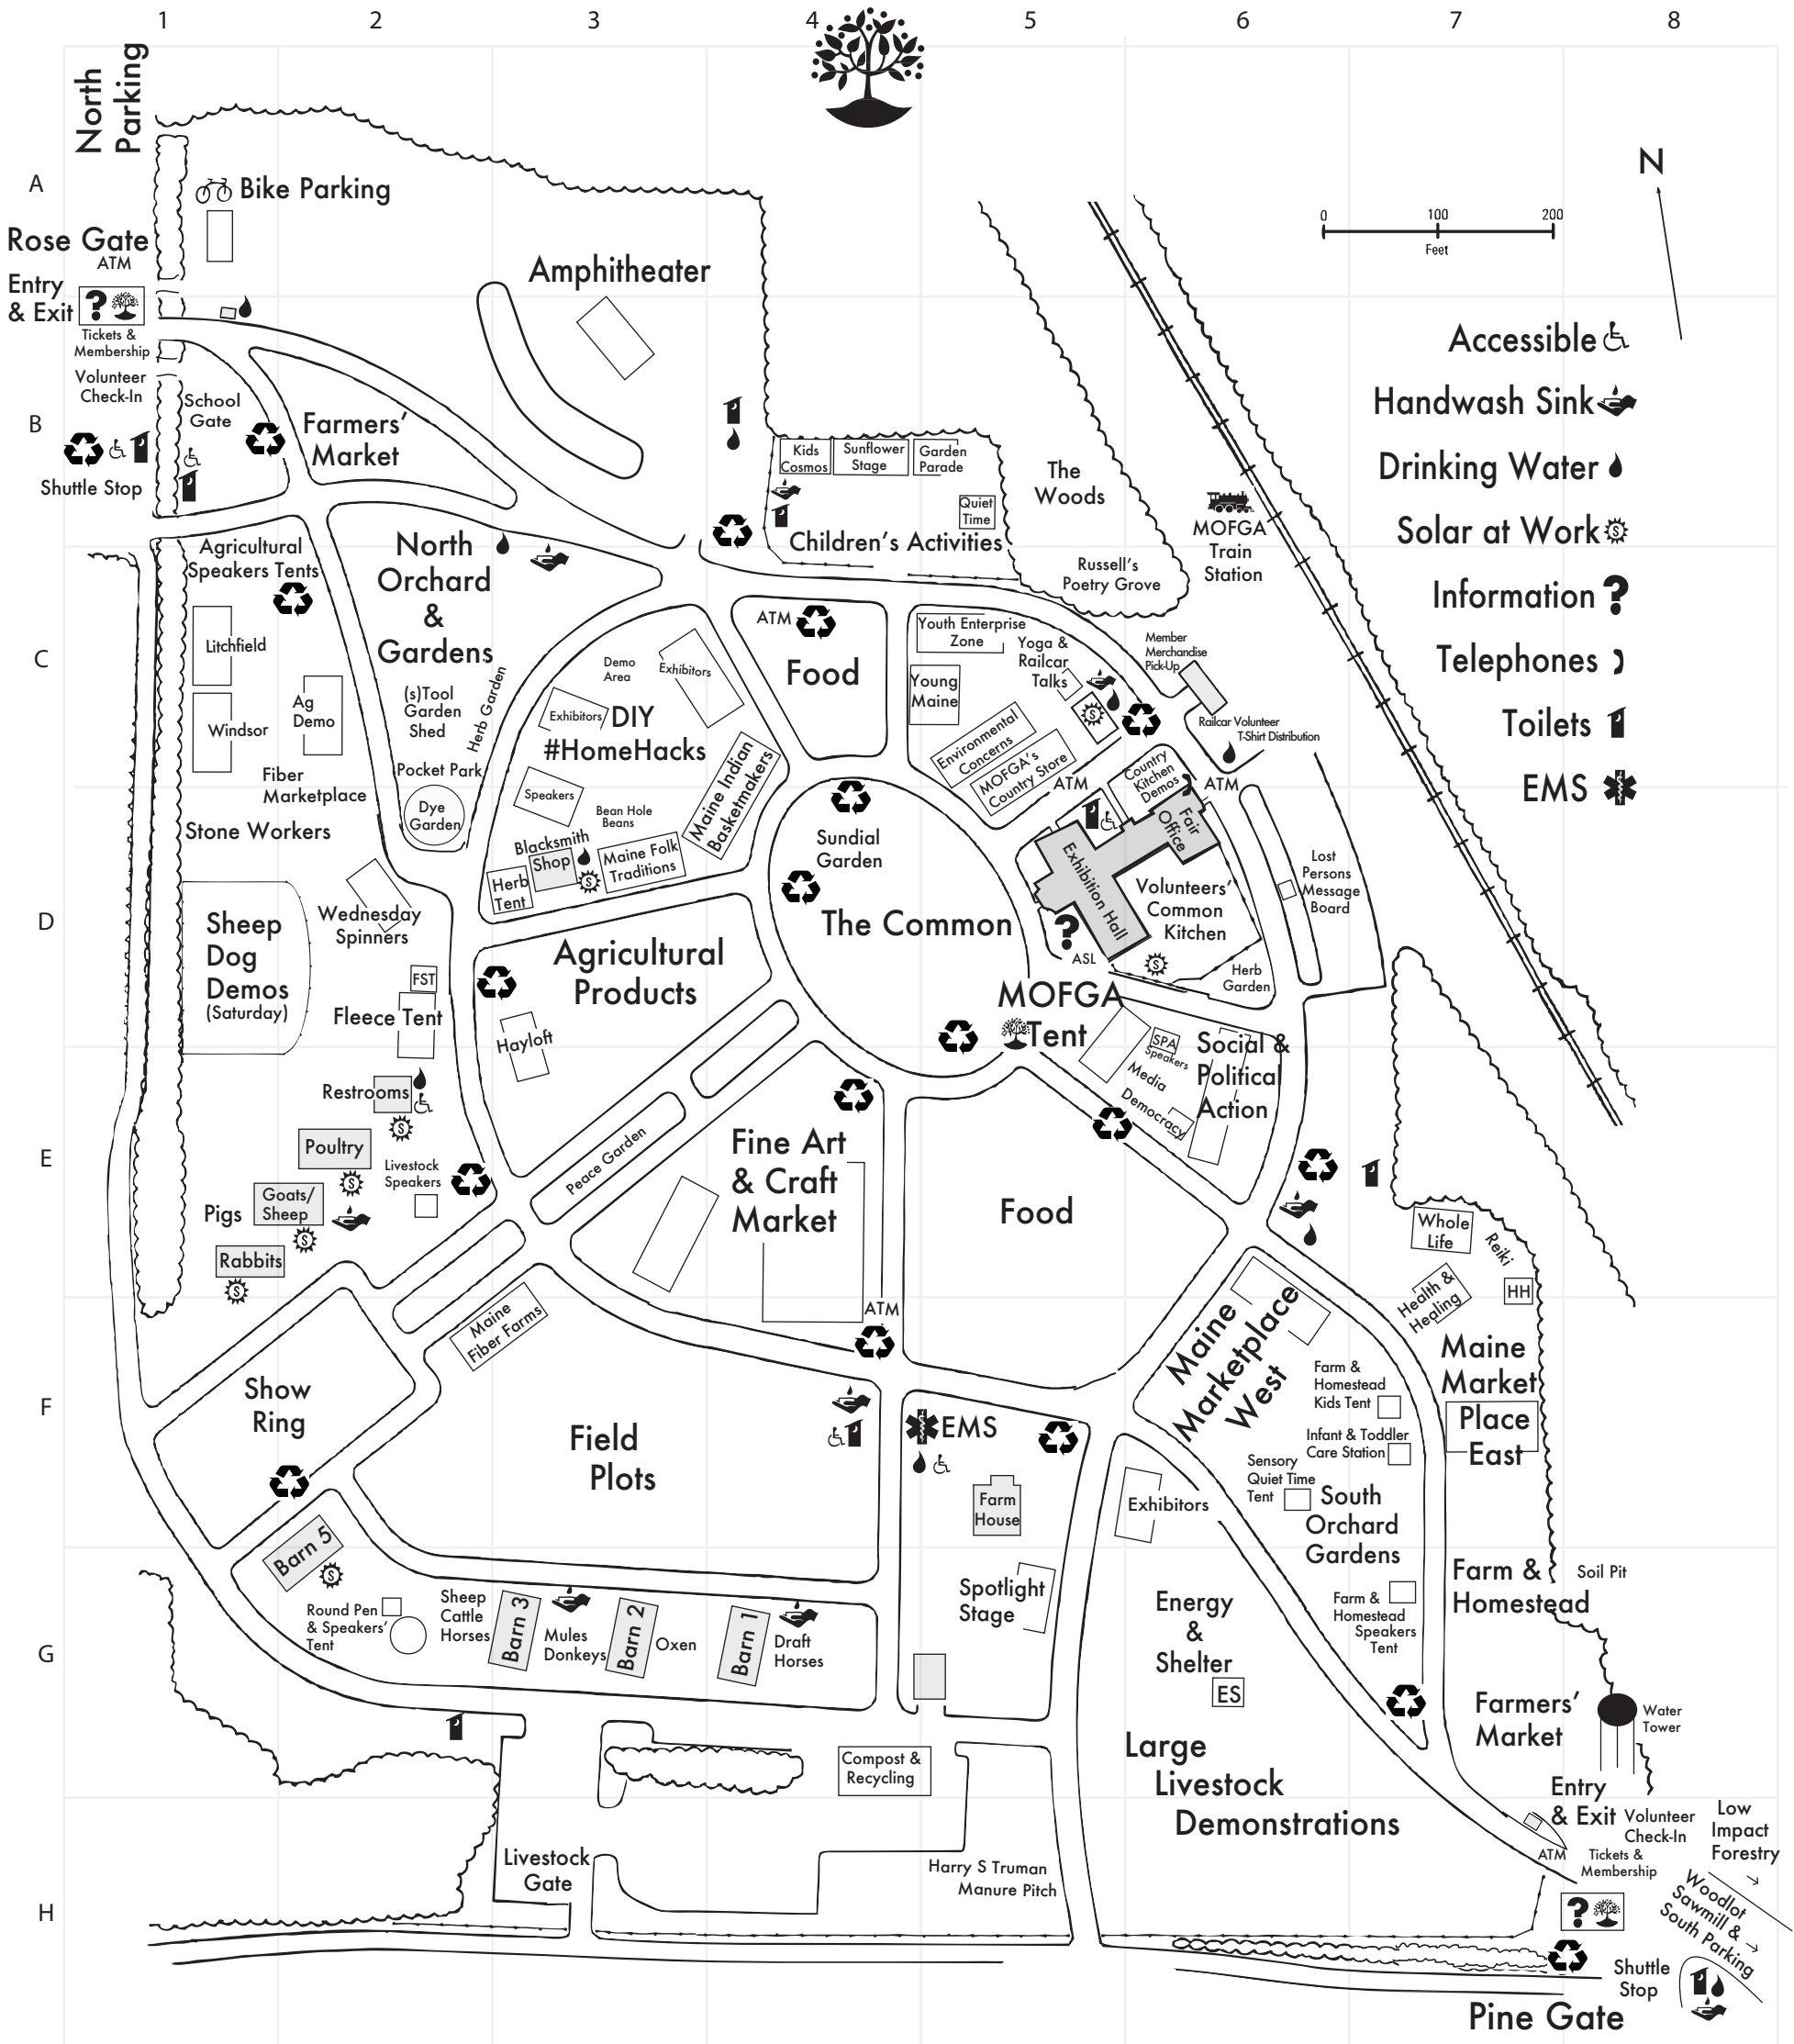 1 2 3 4 5 6 7 8
North
Parking
A
Bike Parking
Rose Gate
ATM
Entry
& Exit
?
Tickets &
Membership
Volunteer
Check-In
School
Gate
B
Shuttle Stop
Farmers'
Market
Amphitheater
N
0 100 200
Feet
Accessible
Handwash Sink
Drinking Water
Solar at Work S
Information ?
Telephones
Toilets
EMS
Kids
Cosmos
Sunflower
Stage
Garden
Parade
Quiet
Time
Children's Activities
The
Woods
Russell's
Poetry Grove
MOFGA
Train
Station
Agricultural
Speakers Tents
Litchfield
Windsor
Ag
Demo
Fiber
Marketplace
Stone Workers
C
North
Orchard
&
Gardens
(s)Tool
Garden
Shed
Herb Garden
Pocket Park
Dye
Garden
Demo
Area
Exhibitors
Exhibitors
DIY
#HomeHacks
Speakers
Bean Hole
Beans
Blacksmith
Shop
S
Herb
Tent
Maine Folk
Traditions
Maine Indian
Basketmakers
ATM
Food
Youth Enterprise
Zone
Young
Maine
Yoga &
Railcar
Talks
S
Environmental
Concerns
MOFGA's
Country Store
ATM
Member
Merchandise
Pick-Up
Railcar Volunteer
T-Shirt Distribution
Country
Kitchen
Demos
ATM
Fair
Office
Exhibition Hall
?
ASL
Volunteers'
Common
Kitchen
S
Herb
Garden
Lost
Persons
Message
Board
D
Sheep
Dog
Demos
(Saturday)
Wednesday
Spinners
FST
Fleece Tent
Sundial
Garden
The Common
Agricultural
Products
Hayloft
MOFGA
Tent
SPA
Speakers
Media
Democracy
Social &
Political
Action
E
Restrooms
S
Poultry
S
Livestock
Speakers
Goats/
Sheep
S
Pigs
Rabbits
S
Peace Garden
Fine Art
& Craft
Market
ATM
Food
Whole
Life
Reiki
Health &
Healing
HH
Maine
Market
Place
East
F
Show
Ring
Maine
Fiber Farms
Field
Plots
EMS
Farm
House
Maine
Marketplace
West
Farm &
Homestead
Kids Tent
Infant & Toddler
Care Station
Sensory
Quiet Time
Tent
South
Orchard
Gardens
Exhibitors
G
Barn 5
S
Round Pen
& Speakers'
Tent
Sheep
Cattle
Horses
Barn 3
Mules
Donkeys
Barn 2
Oxen
Barn 1
Draft
Horses
Spotlight
Stage
Energy
&
Shelter
ES
Farm &
Homestead
Speakers
Tent
Farm &
Homestead
Soil Pit
Farmers'
Market
Water
Tower
Compost &
Recycling
Large
Livestock
Demonstrations
H
Livestock
Gate
Harry S Truman
Manure Pitch
Entry
& Exit
Volunteer
Check-In
ATM
Tickets &
Membership
Low
Impact
Forestry
→
Woodlot
Sawmill &
South Parking
→
?
Shuttle
Stop
Pine Gate